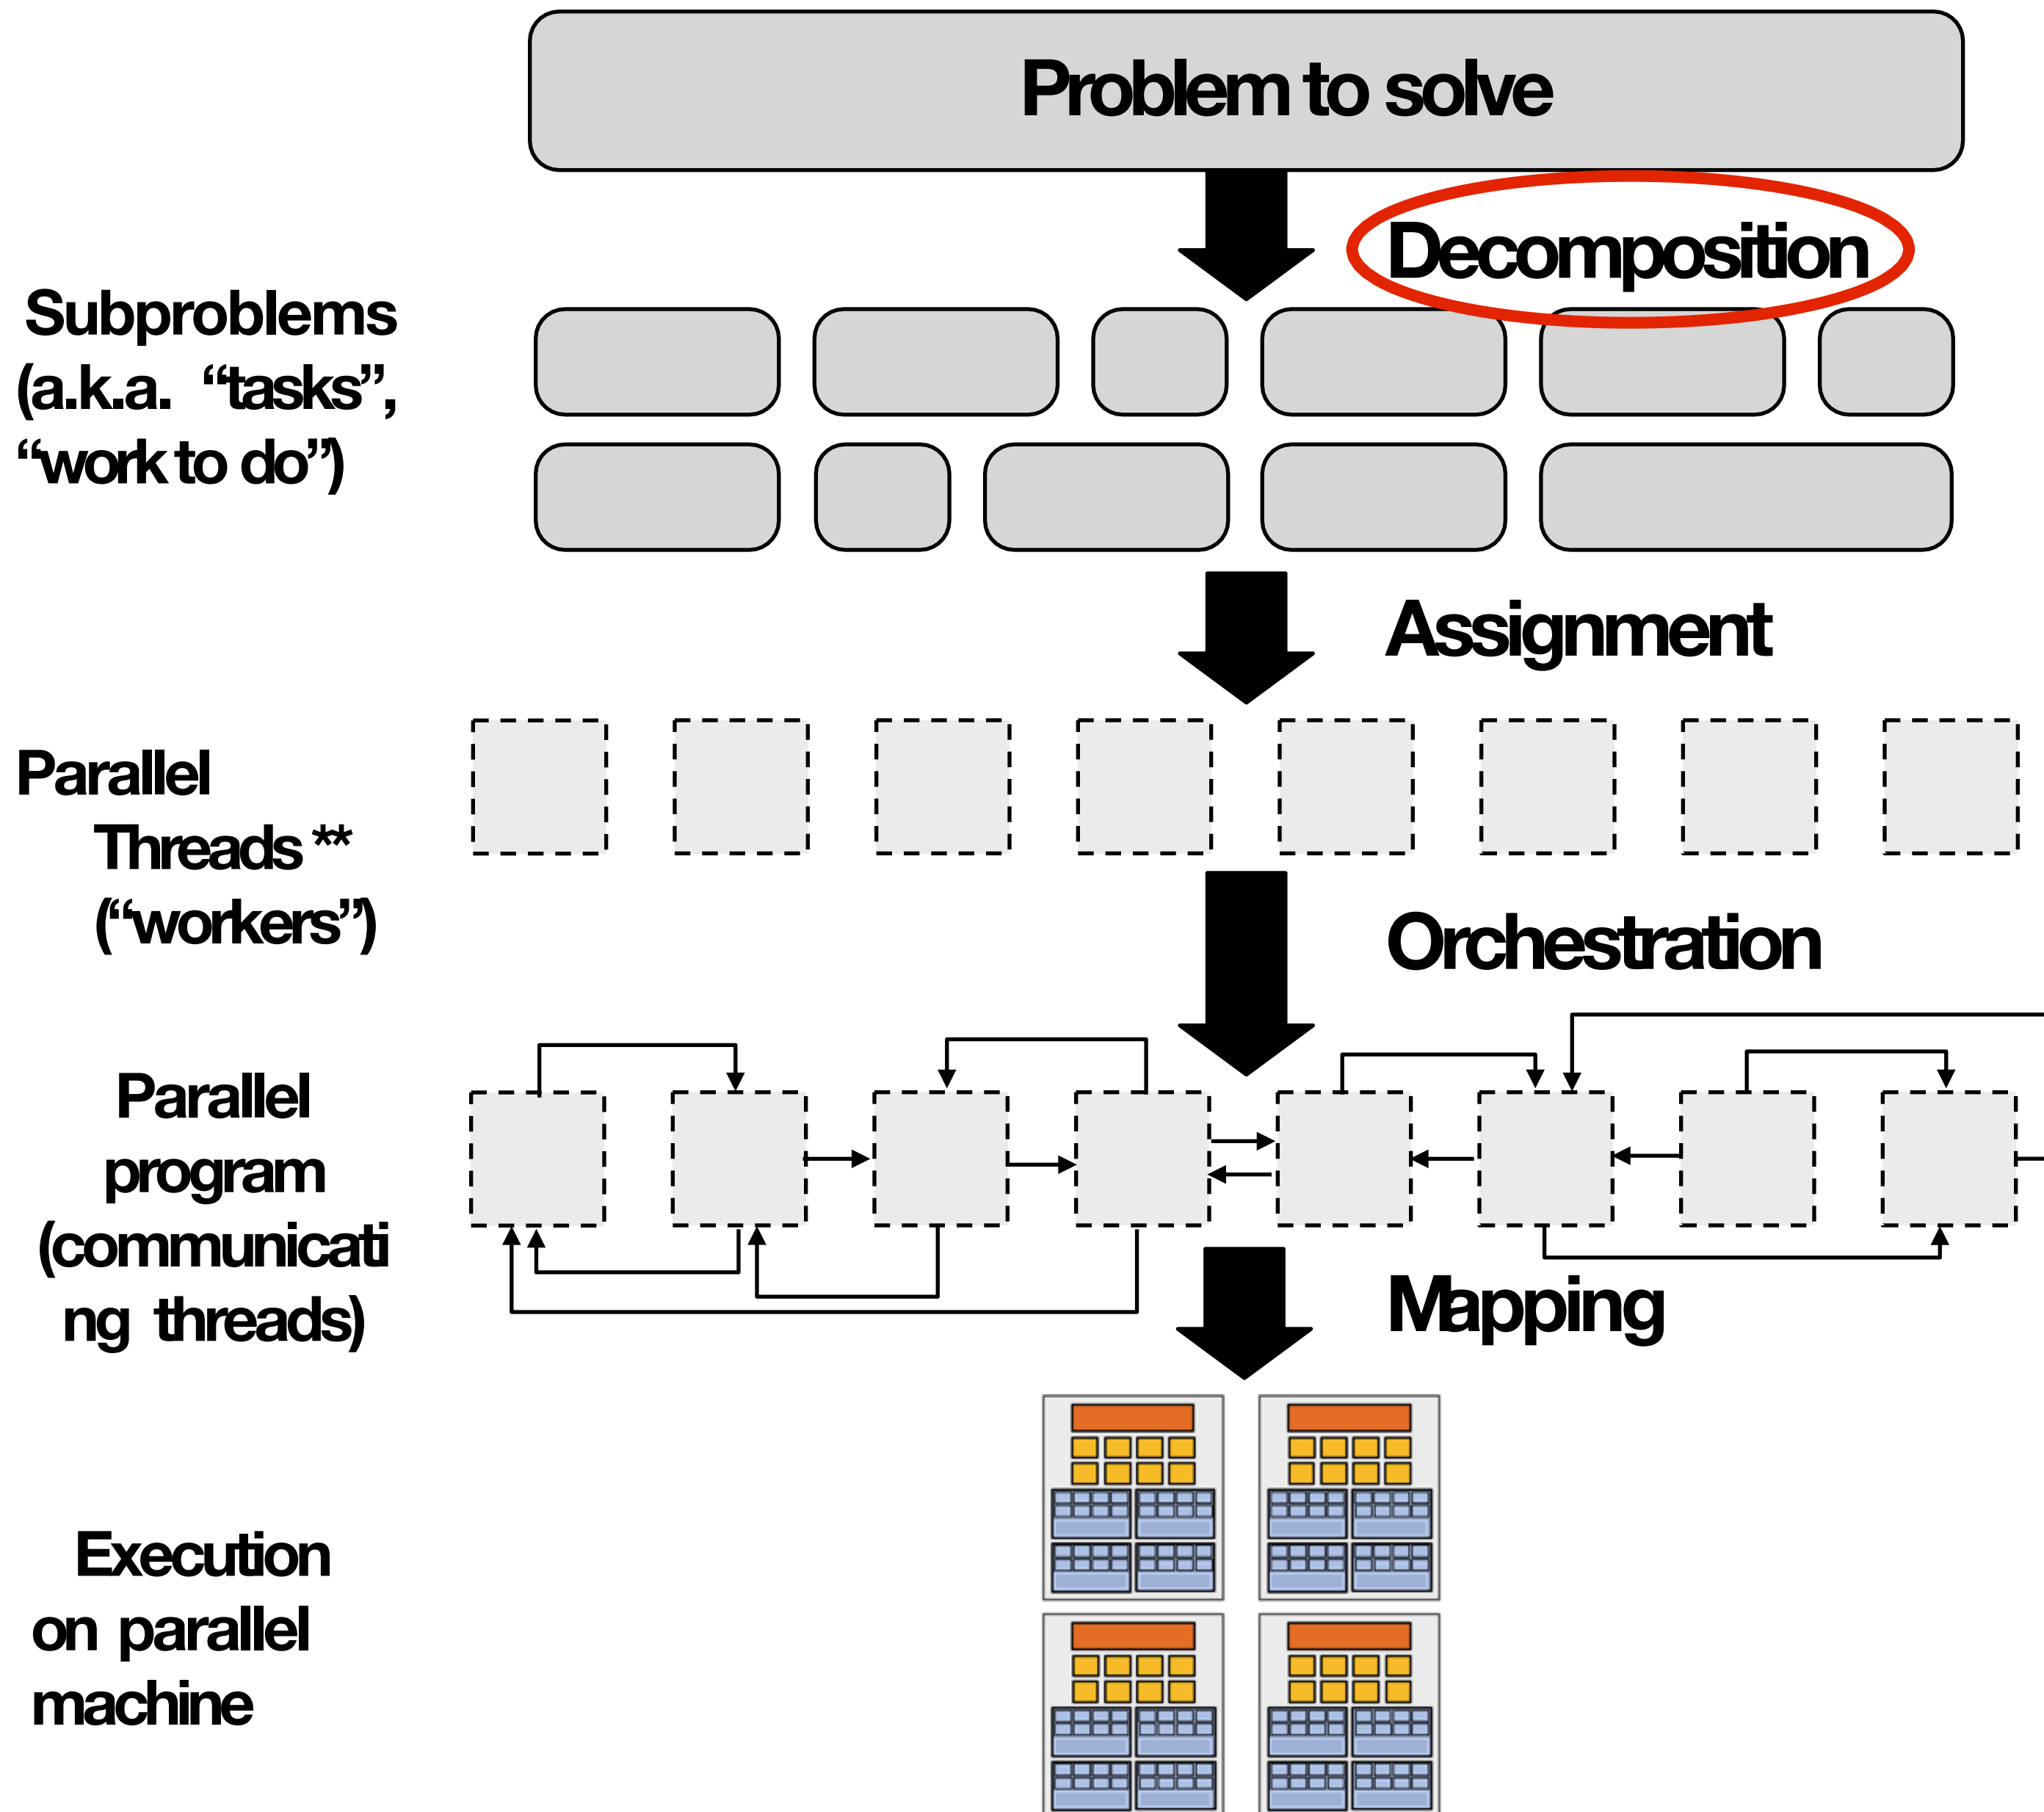 Problem to solve
Decomposition
Subproblems
(a.k.a. “tasks”,
“work to do”)
Assignment
Parallel
Threads **
(“workers”)
Orchestration
Parallel
program
(communicati
ng threads)
Mapping
Execution
on parallel
machine